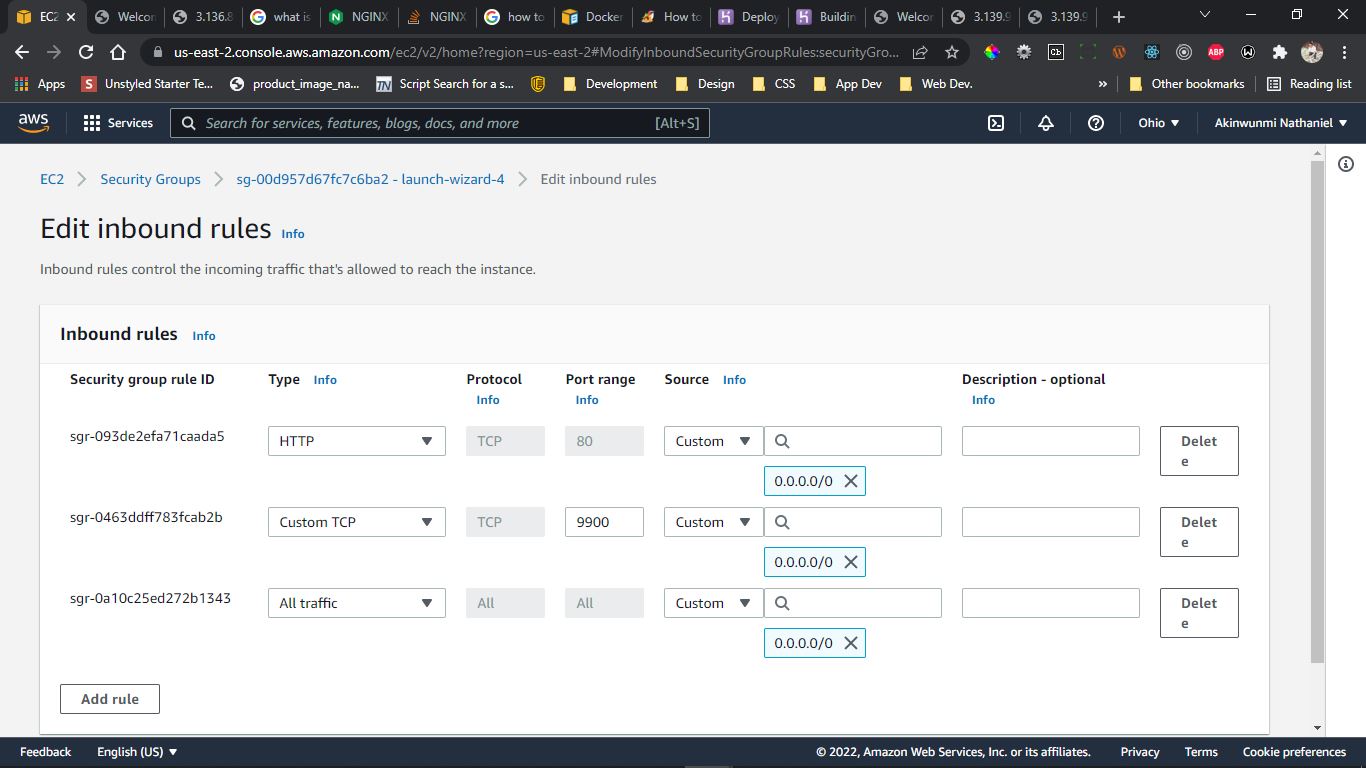 EC2
Welcor
3.136.8
what is
NGINX
NGINX
how to
Docker
How to
Deploy
Buildin
Welcor
3.139.9
3.139.9
us-east-2.console.aws.amazon.com/ec2/v2/home?region=us-east-2#ModifyInboundSecurityGroupRules:securityGro...
ABP
Apps
S Unstyled Starter Te...
product_image_na...
TN Script Search for a s...
Development
Design
CSS
App Dev
Web Dev.
»
Other bookmarks
Reading list
aws
Services
Search for services, features, blogs, docs, and more [Alt+S]
Ohio
Akinwunmi Nathaniel
EC2 > Security Groups > sg-00d957d67fc7c6ba2 - launch-wizard-4 > Edit inbound rules
Edit inbound rules Info
Inbound rules control the incoming traffic that's allowed to reach the instance.
Inbound rules Info
Security group rule ID
Type Info
Protocol
Info
Port range
Info
Source Info
Description - optional
Info
sgr-093de2efa71caada5
HTTP
TCP
80
Custom
0.0.0.0/0
Delet
e
sgr-0463ddff783fcab2b
Custom TCP
TCP
9900
Custom
0.0.0.0/0
Delet
e
sgr-0a10c25ed272b1343
All traffic
All
All
Custom
0.0.0.0/0
Delet
e
Add rule
Feedback
English (US)
© 2022, Amazon Web Services, Inc. or its affiliates.
Privacy
Terms
Cookie preferences